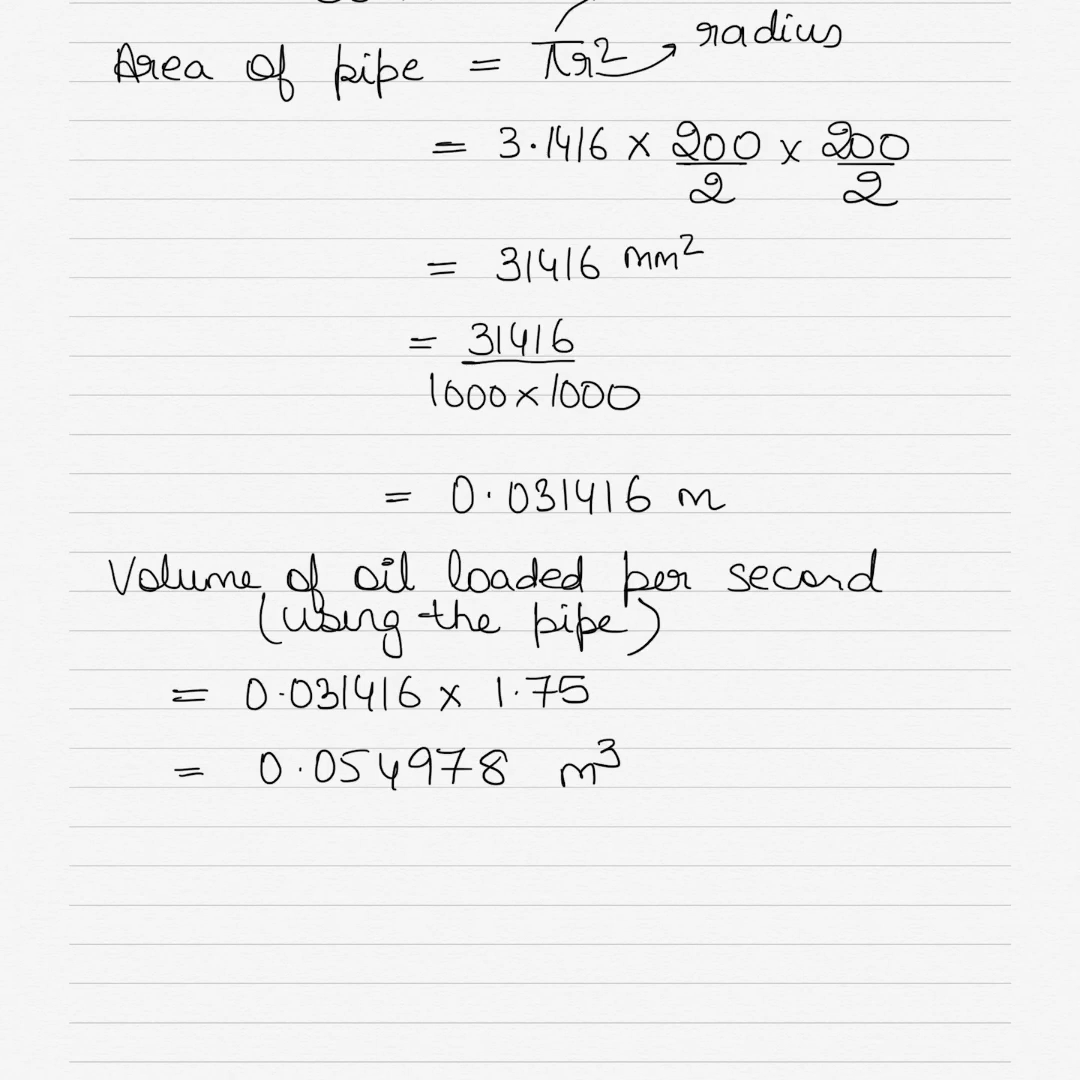 radius
Area of pipe = πr2
= 3.1416 x 200/2 x 200/2
= 31416 mm2
= 31416
1000 x 1000
= 0.031416 m
Volume of oil loaded per second
(using the pipe)
= 0.031416 x 1.75
= 0.054978 m3